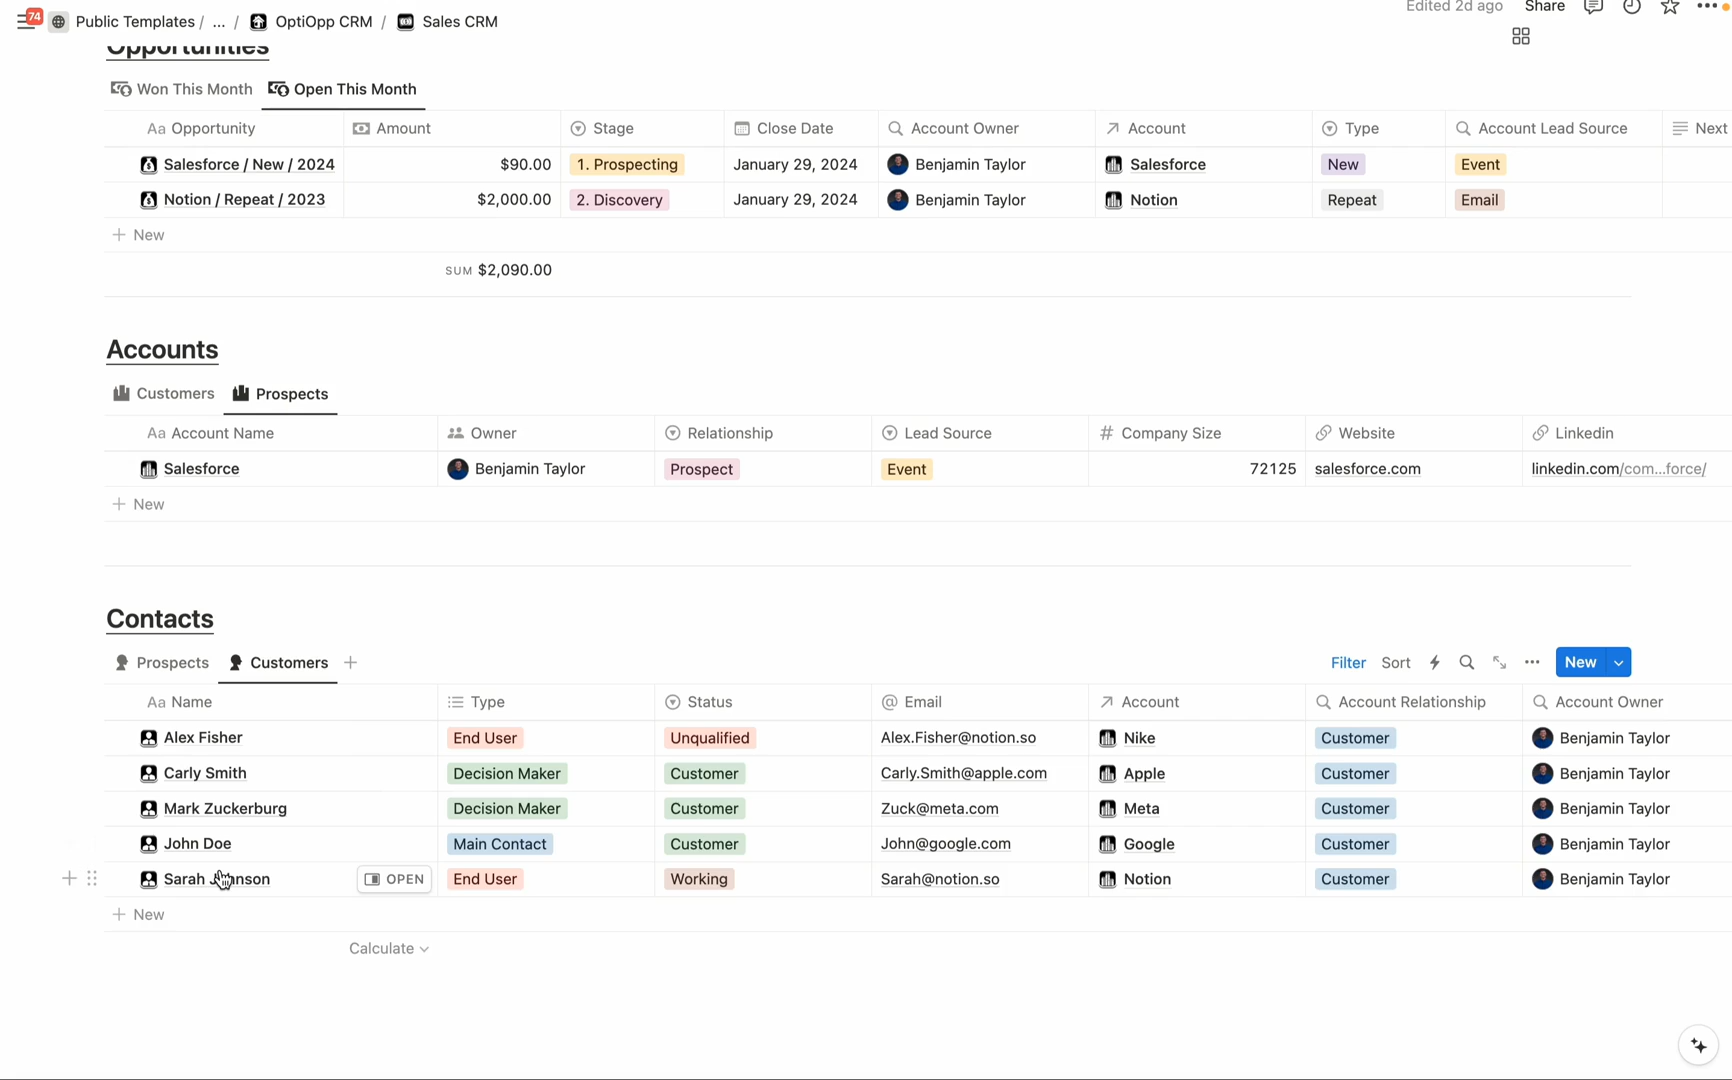 74 Public Templates / ... / OptiOpp CRM / Sales CRM Edited 2d ago Share
Opportunities
Won This Month Open This Month
Aa Opportunity Amount Stage Close Date Account Owner Account Type Account Lead Source Next
Salesforce / New / 2024 $90.00 1. Prospecting January 29, 2024 Benjamin Taylor Salesforce New Event
Notion / Repeat / 2023 $2,000.00 2. Discovery January 29, 2024 Benjamin Taylor Notion Repeat Email
+ New
SUM $2,090.00
Accounts
Customers Prospects
Aa Account Name Owner Relationship Lead Source # Company Size Website Linkedin
Salesforce Benjamin Taylor Prospect Event 72125 salesforce.com linkedin.com/com...force/
+ New
Contacts
Prospects Customers + Filter Sort New
Aa Name Type Status @ Email Account Account Relationship Account Owner
Alex Fisher End User Unqualified Alex.Fisher@notion.so Nike Customer Benjamin Taylor
Carly Smith Decision Maker Customer Carly.Smith@apple.com Apple Customer Benjamin Taylor
Mark Zuckerburg Decision Maker Customer Zuck@meta.com Meta Customer Benjamin Taylor
John Doe Main Contact Customer John@google.com Google Customer Benjamin Taylor
Sarah Johnson OPEN End User Working Sarah@notion.so Notion Customer Benjamin Taylor
+ New
Calculate